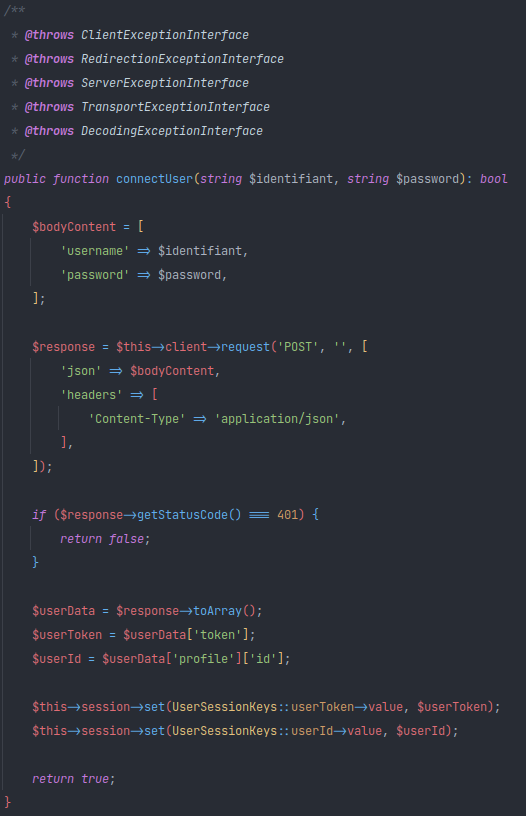 /**
 * @throws ClientExceptionInterface
 * @throws RedirectionExceptionInterface
 * @throws ServerExceptionInterface
 * @throws TransportExceptionInterface
 * @throws DecodingExceptionInterface
 */
public function connectUser(string $identifiant, string $password): bool
{
    $bodyContent = [
        'username' => $identifiant,
        'password' => $password,
    ];

    $response = $this->client->request('POST', '', [
        'json' => $bodyContent,
        'headers' => [
            'Content-Type' => 'application/json',
        ],
    ]);

    if ($response->getStatusCode() === 401) {
        return false;
    }

    $userData = $response->toArray();
    $userToken = $userData['token'];
    $userId = $userData['profile']['id'];

    $this->session->set(UserSessionKeys::userToken->value, $userToken);
    $this->session->set(UserSessionKeys::userId->value, $userId);

    return true;
}